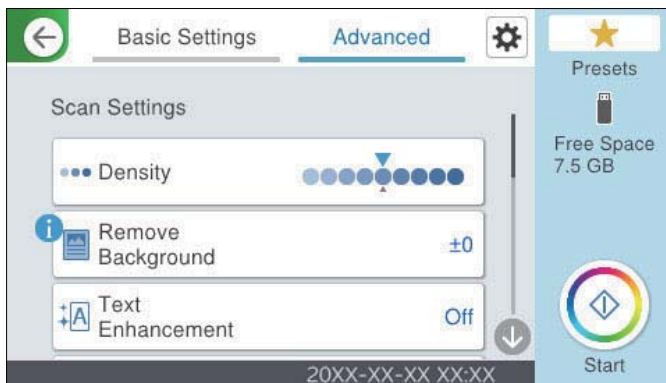 Basic Settings
Advanced
Presets
Scan Settings
Free Space
7.5 GB
Density
Remove
Background
±0
Text
Enhancement
Off
20XX-XX-XX XX:XX
Start